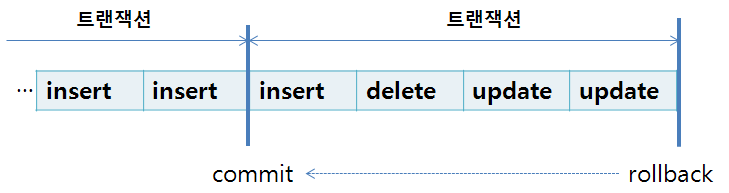 트랜잭션 트랜잭션
… insert insert insert delete update update
commit rollback